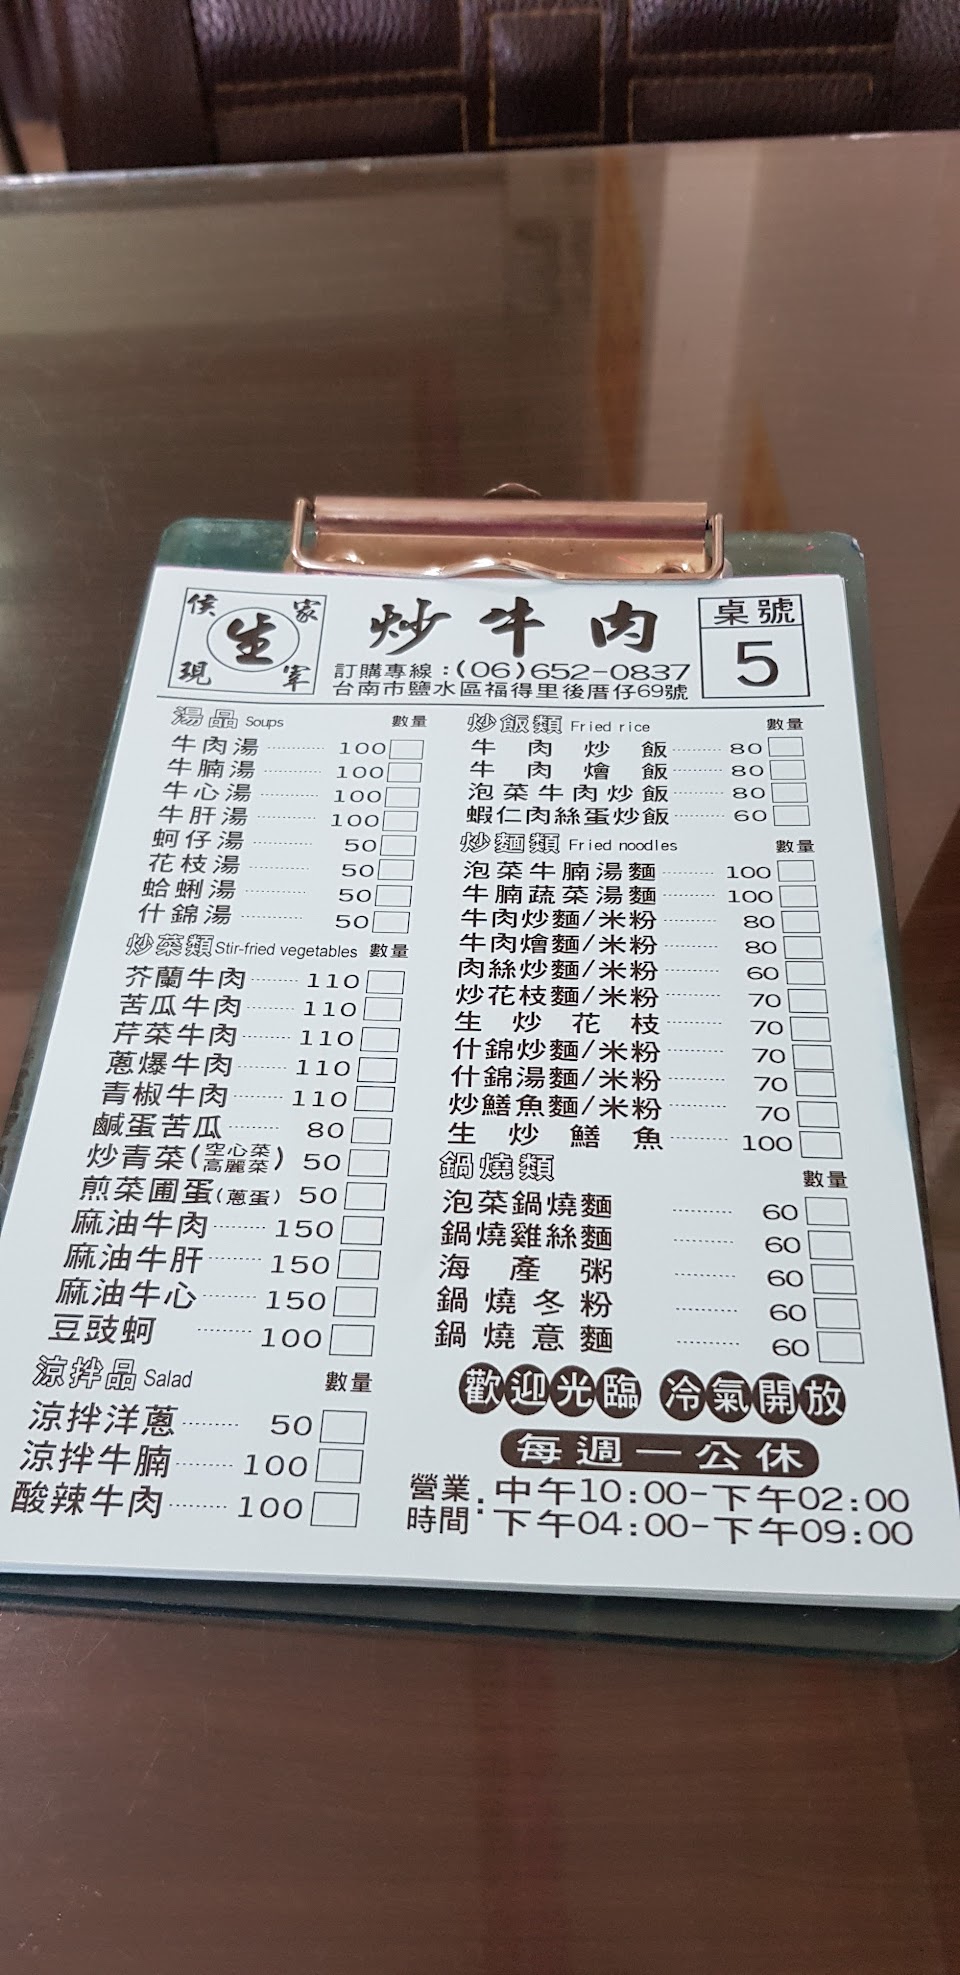 侯家
生
現宰
炒牛肉
訂購專線:(06)652-0837
台南市鹽水區福得里後厝仔69號
桌號
5
湯品 Soups 數量
牛肉湯 100
牛腩湯 100
牛心湯 100
牛肝湯 100
蚵仔湯 50
花枝湯 50
蛤蜊湯 50
什錦湯 50
炒菜類 Stir-fried vegetables 數量
芥蘭牛肉 110
苦瓜牛肉 110
芹菜牛肉 110
蔥爆牛肉 110
青椒牛肉 110
鹹蛋苦瓜 80
炒青菜(空心菜 高麗菜) 50
煎菜圃蛋(蔥蛋) 50
麻油牛肉 150
麻油牛肝 150
麻油牛心 150
豆豉蚵 100
涼拌品 Salad 數量
涼拌洋蔥 50
涼拌牛腩 100
酸辣牛肉 100
炒飯類 Fried rice 數量
牛肉炒飯 80
牛肉燴飯 80
泡菜牛肉炒飯 80
蝦仁肉絲蛋炒飯 60
炒麵類 Fried noodles 數量
泡菜牛腩湯麵 100
牛腩蔬菜湯麵 100
牛肉炒麵/米粉 80
牛肉燴麵/米粉 80
肉絲炒麵/米粉 60
炒花枝麵/米粉 70
生炒花枝 70
什錦炒麵/米粉 70
什錦湯麵/米粉 70
炒鱔魚麵/米粉 70
生炒鱔魚 100
鍋燒類 數量
泡菜鍋燒麵 60
鍋燒雞絲麵 60
海產粥 60
鍋燒冬粉 60
鍋燒意麵 60
歡迎光臨 冷氣開放
每週一公休
營業時間:中午10:00-下午02:00
下午04:00-下午09:00